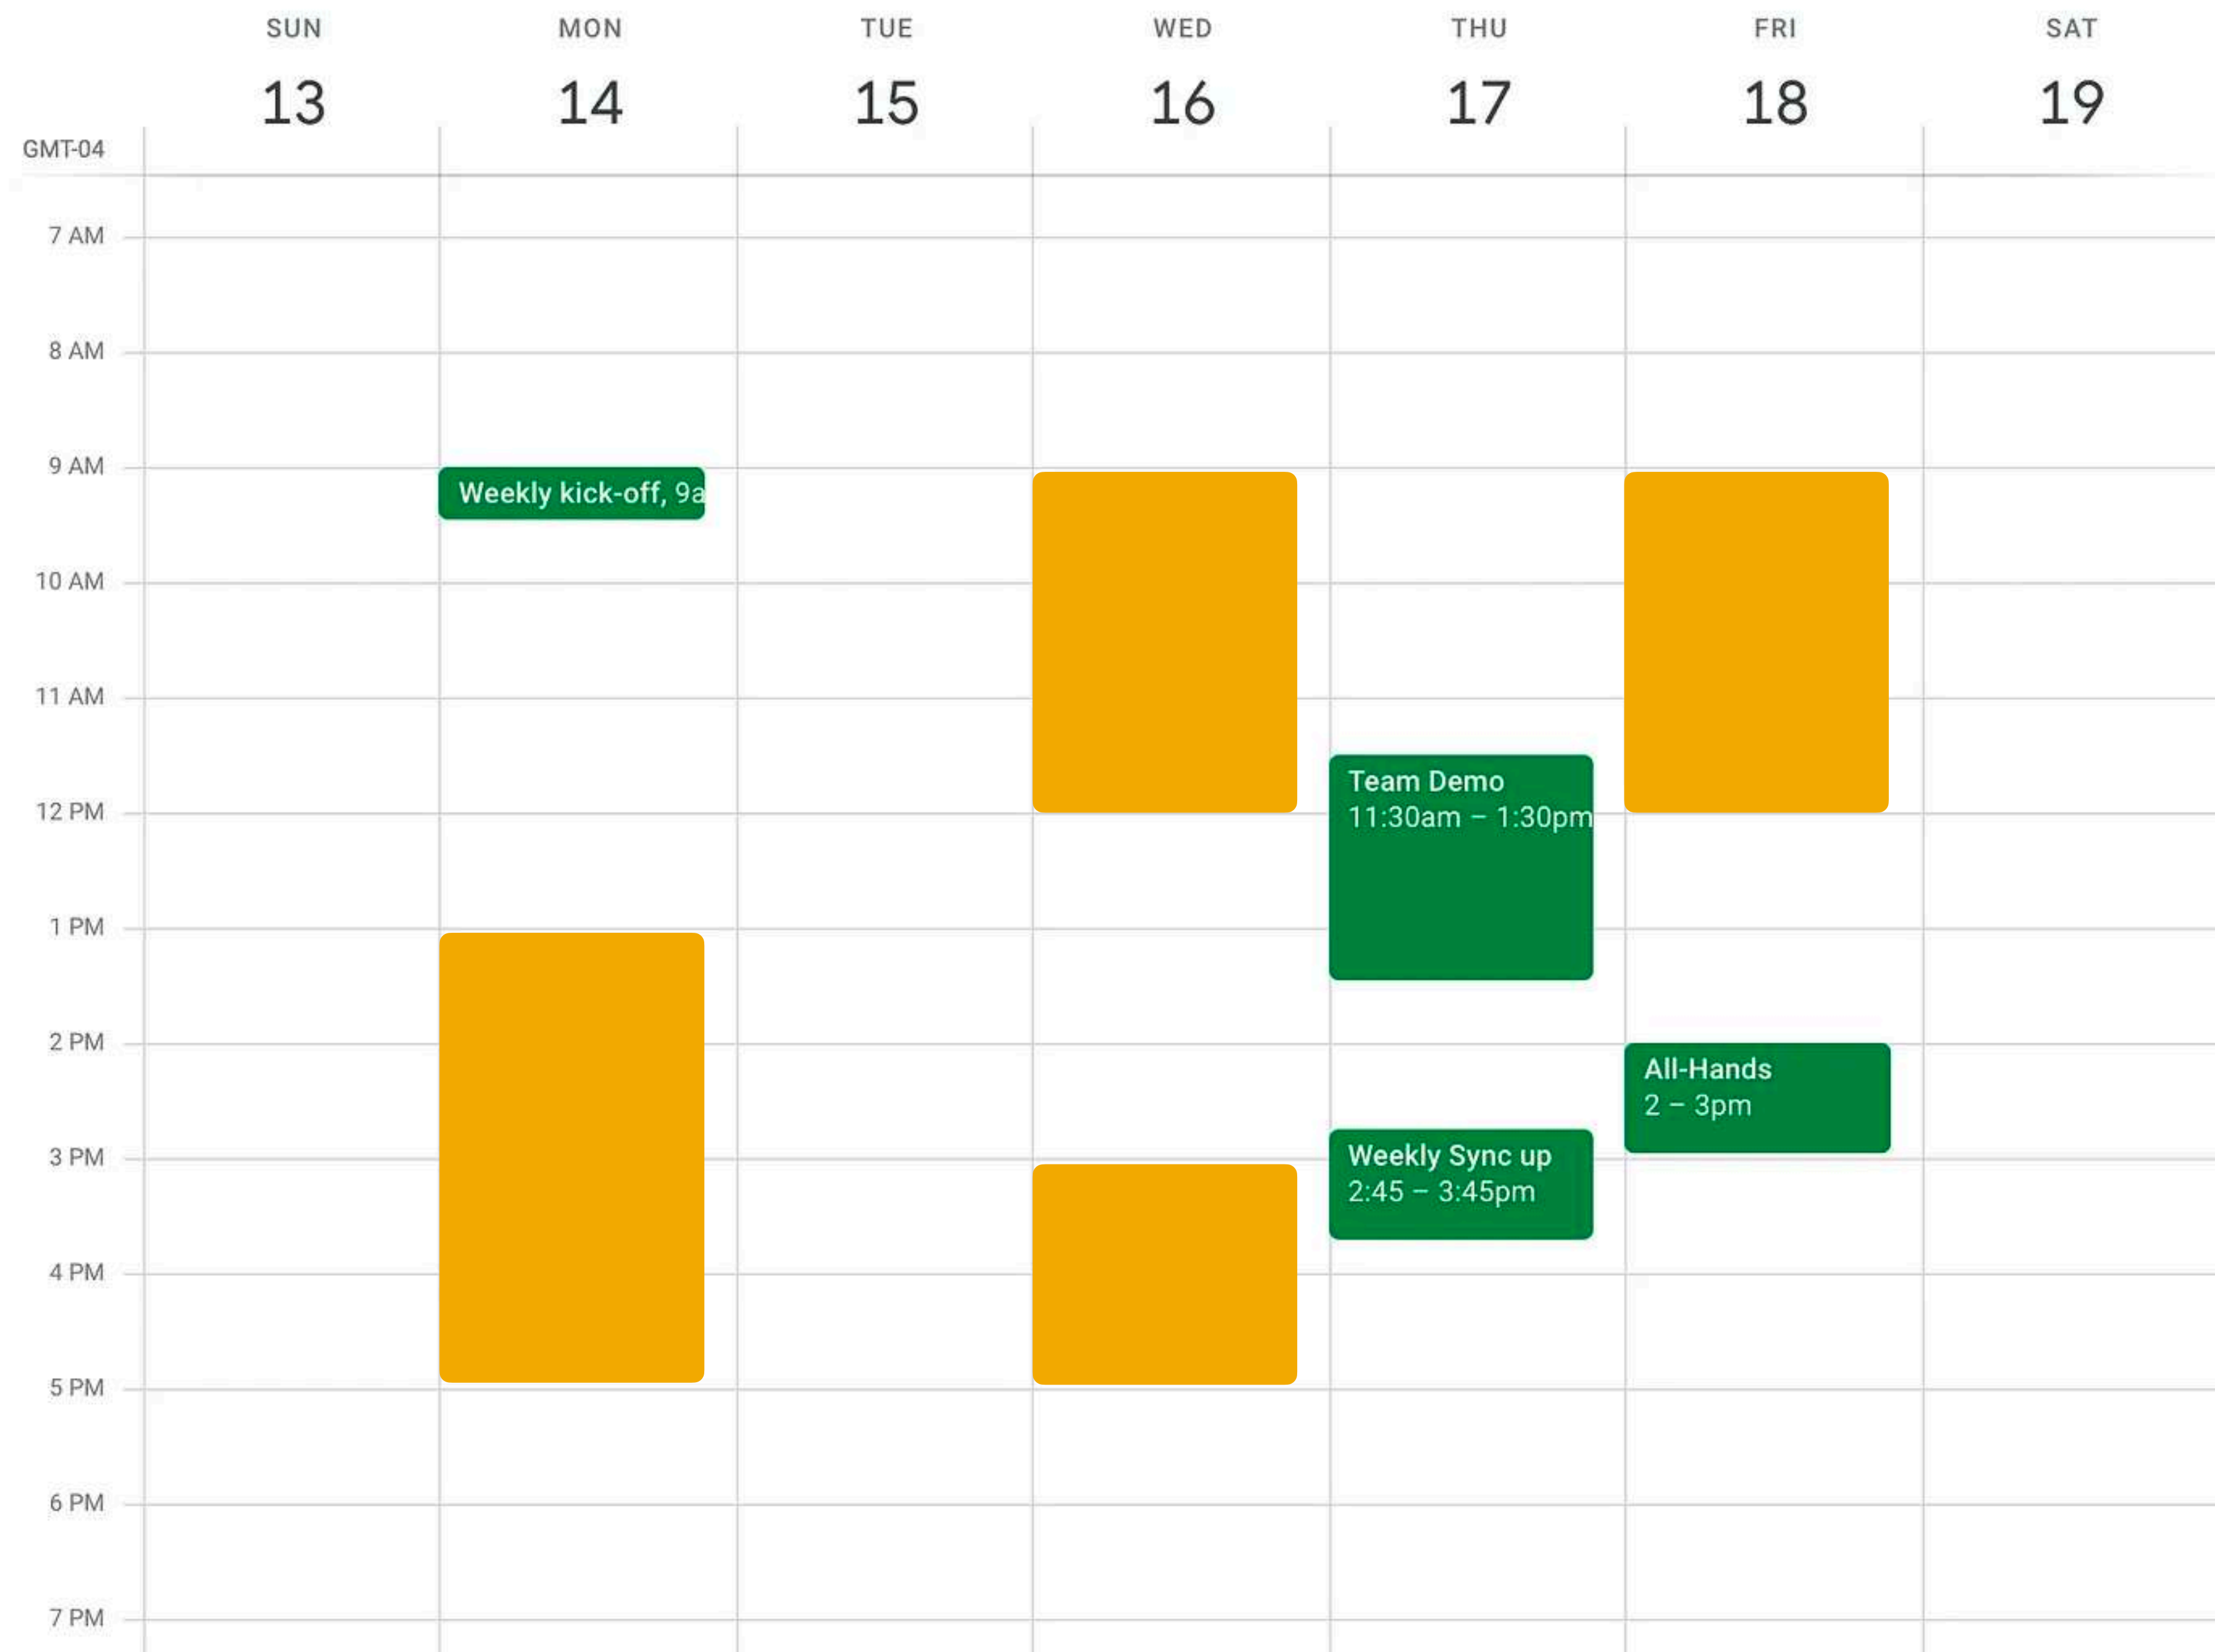 SUN MON TUE WED THU FRI SAT
13 14 15 16 17 18 19
GMT-04
7 AM
8 AM
9 AM
Weekly kick-off, 9a
10 AM
11 AM
Team Demo
11:30am – 1:30pm
12 PM
1 PM
2 PM
All-Hands
2 – 3pm
Weekly Sync up
2:45 – 3:45pm
3 PM
4 PM
5 PM
6 PM
7 PM